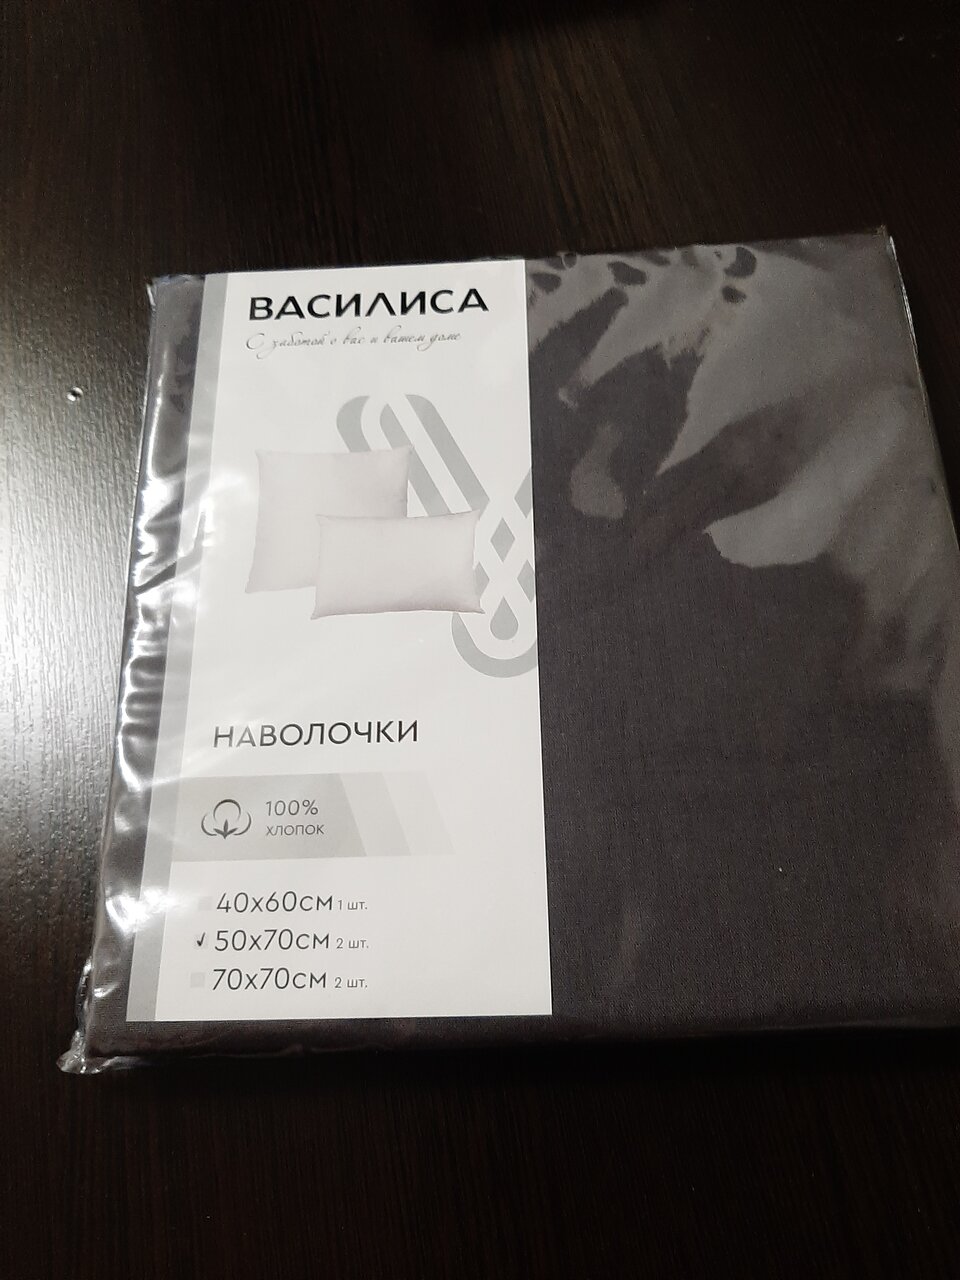 ВАСИЛИСА
С заботой о вас и вашем доме
НАВОЛОЧКИ
100%
ХЛОПОК
40х60см 1 шт.
50х70см 2 шт.
70х70см 2 шт.